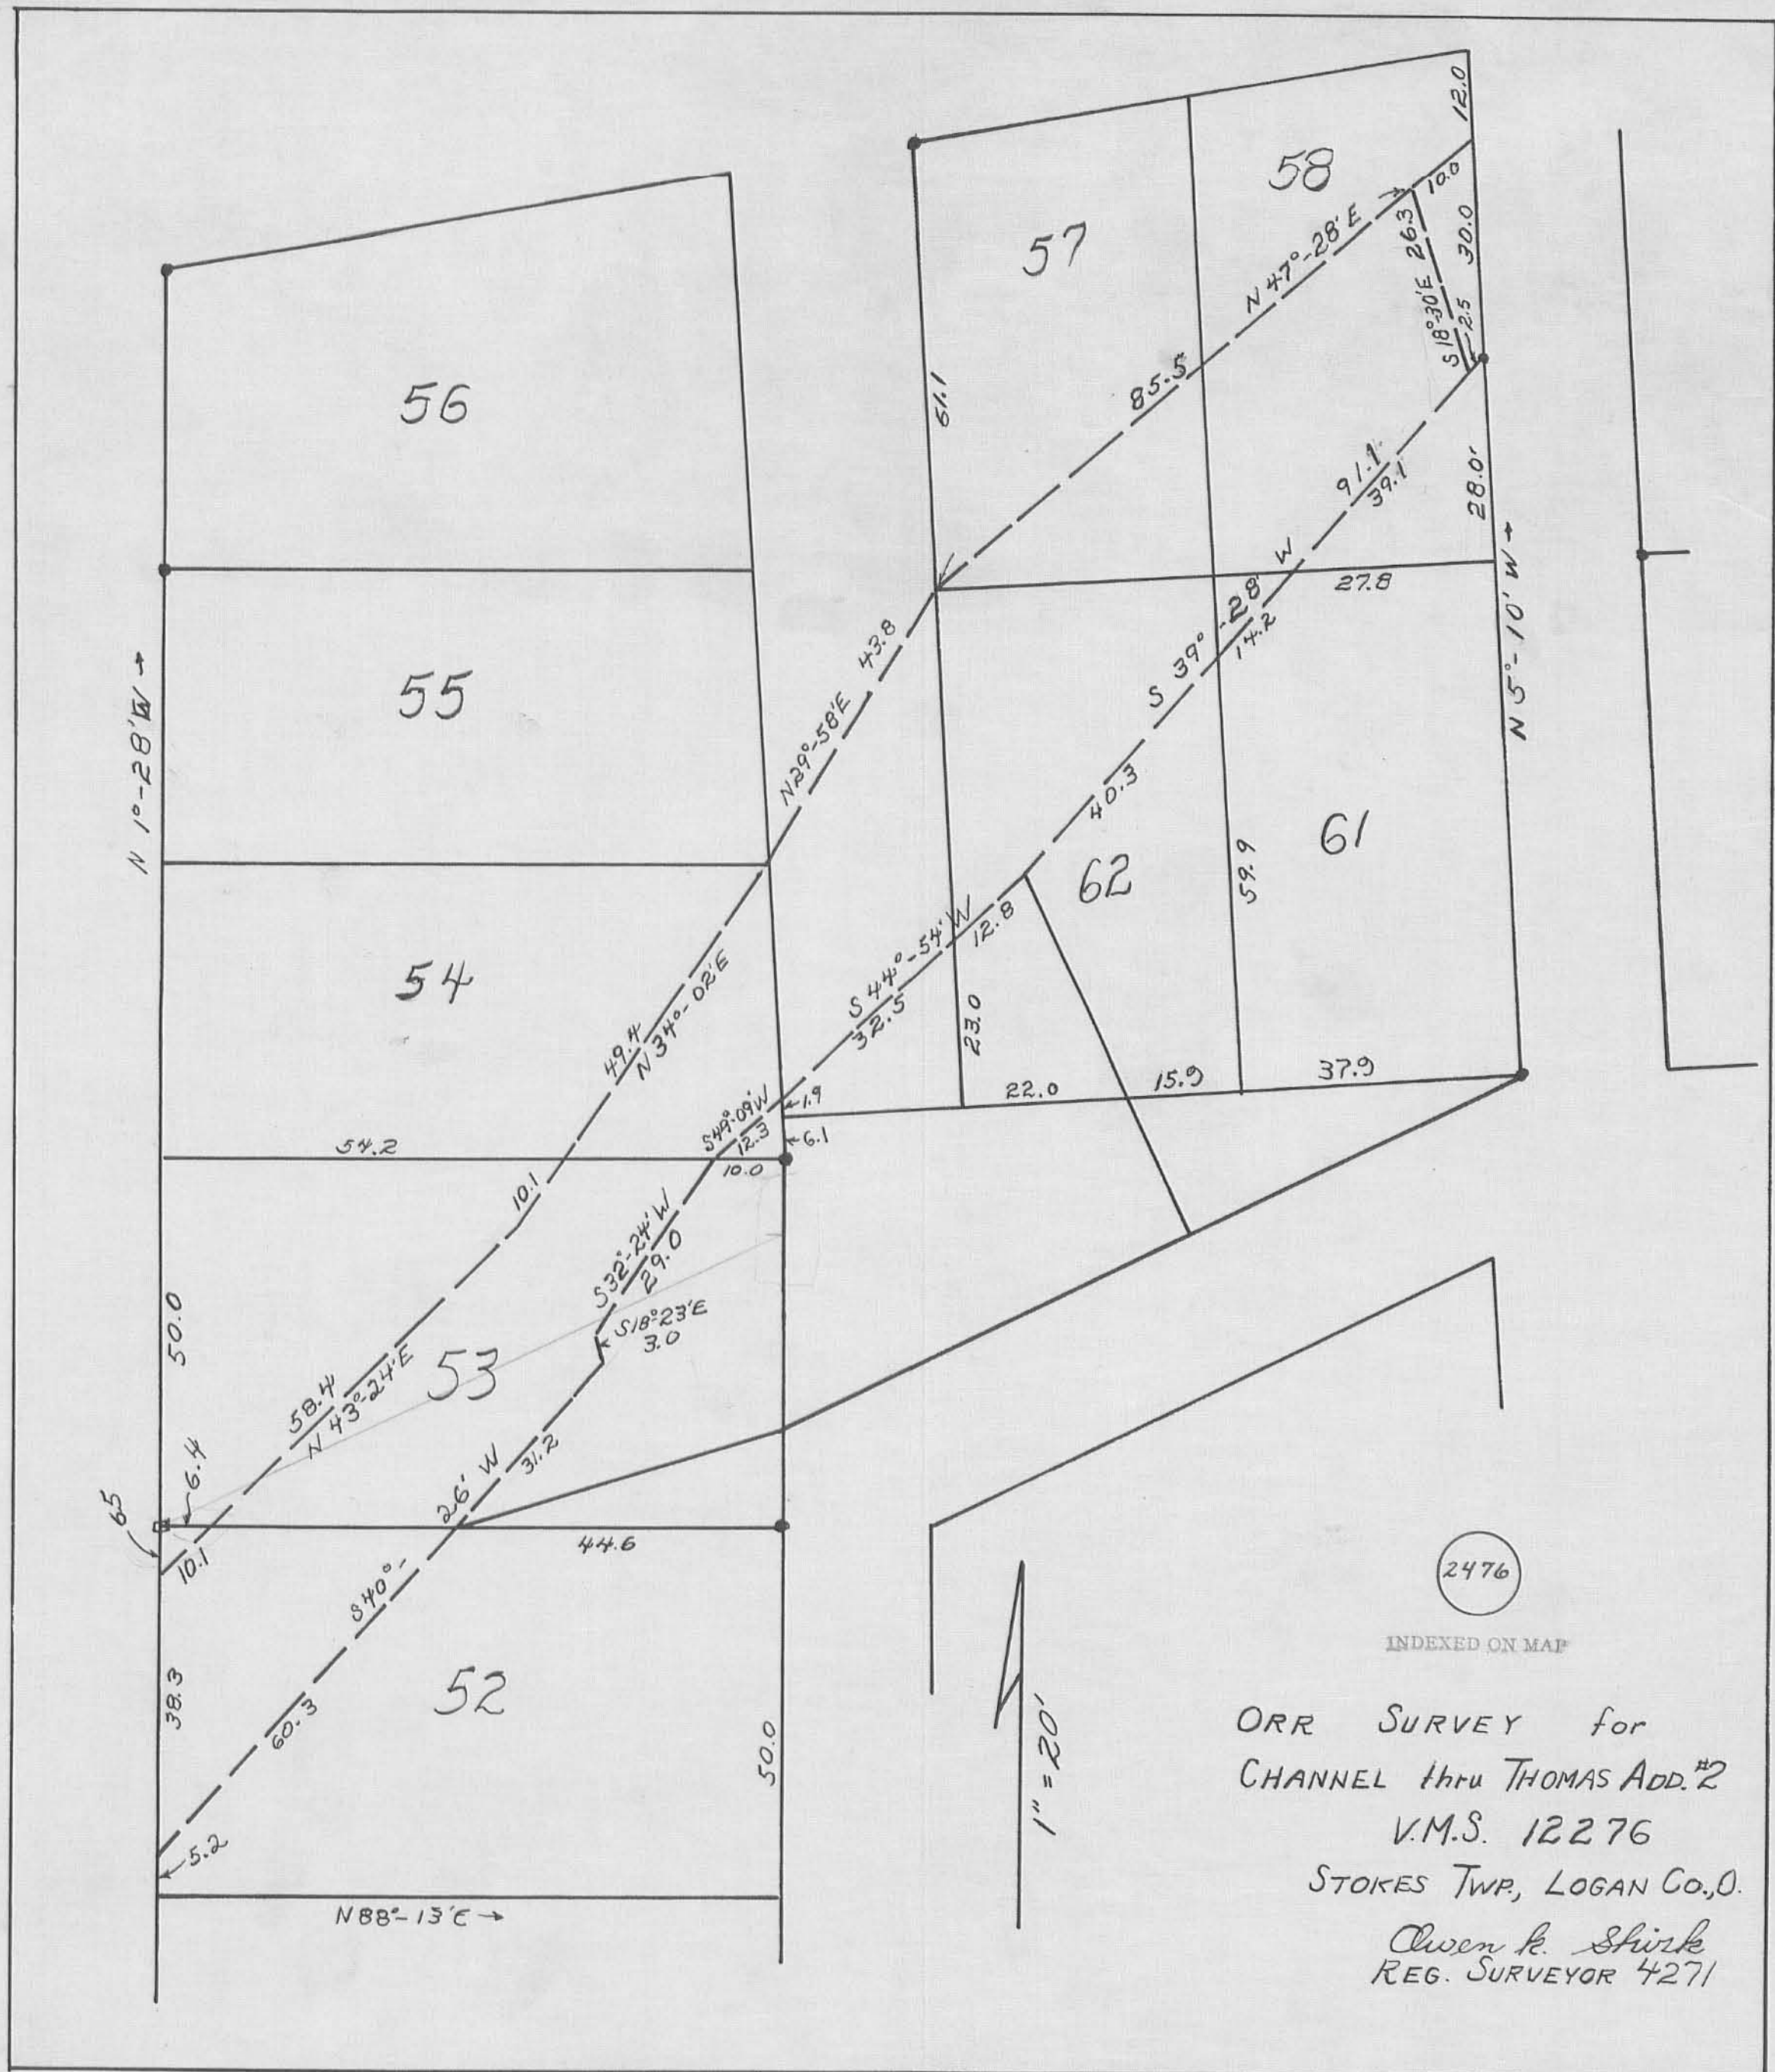 12.0
58
10.0
57
N 47°-28'E
26.3
30.0
S 18°30'E
2.5
85.5
61.1
56
91.1
39.1
28.0'
27.8
S 39°-28' W
14.2
N 5°-10' W →
43.8
N 1°-28' W →
55
N29°-58'E
40.3
61
62
59.9
S 44°-54' W
12.8
54
32.5
23.0
49.4
N 34°-02'E
22.0
15.9
37.9
S49°-09'W
1.9
12.3
6.1
54.2
10.0
10.1
S32°-24' W
29.0
S18°23'E
3.0
50.0
53
58.4
N 43°-24'E
6.4
65
31.2
S40°-26' W
44.6
10.1
2476
INDEXED ON MAP
38.3
52
60.3
50.0
1" = 20'
5.2
N88°-13'E →
ORR SURVEY for
CHANNEL thru THOMAS ADD. #2
V.M.S. 12276
STOKES TWP., LOGAN CO., O.
Owen K. Shirk
REG. SURVEYOR 4271